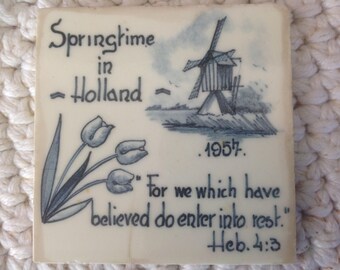 Springtime
in
~ Holland ~
.1957.
"For we which have
believed do enter into rest."
Heb. 4:3